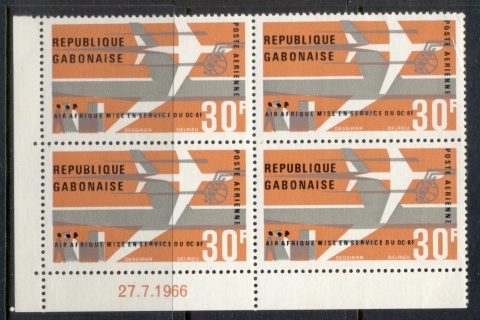 REPUBLIQUE
GABONAISE
POSTE AERIENNE
AIR AFRIQUE MISE EN SERVICE DU DC-8F
30F
DESSIRIER DELRIEU
REPUBLIQUE
GABONAISE
POSTE AERIENNE
AIR AFRIQUE MISE EN SERVICE DU DC-8F
30F
DESSIRIER DELRIEU
REPUBLIQUE
GABONAISE
POSTE AERIENNE
AIR AFRIQUE MISE EN SERVICE DU DC-8F
30F
DESSIRIER DELRIEU
REPUBLIQUE
GABONAISE
POSTE AERIENNE
AIR AFRIQUE MISE EN SERVICE DU DC-8F
30F
DESSIRIER DELRIEU
27.7.1966